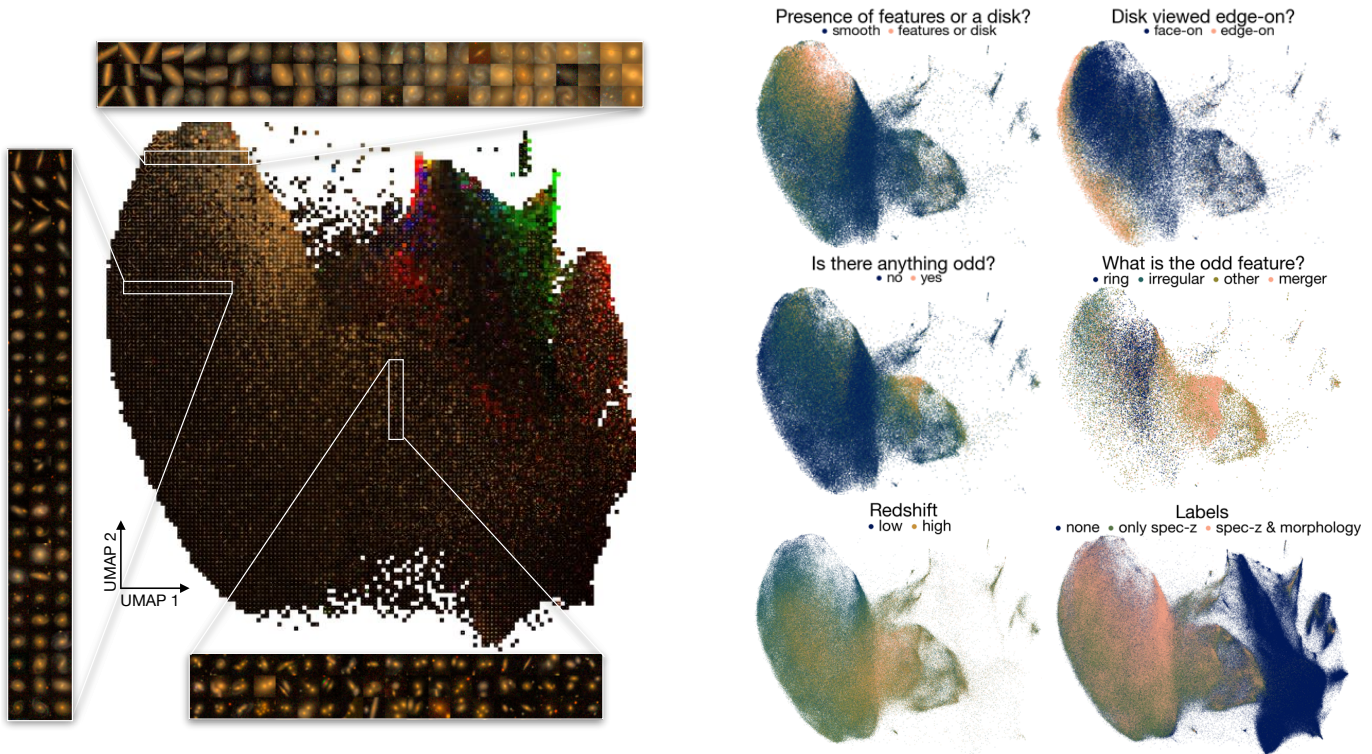 UMAP 2
UMAP 1
Presence of features or a disk?
smooth features or disk
Disk viewed edge-on?
face-on edge-on
Is there anything odd?
no yes
What is the odd feature?
ring irregular other merger
Redshift
low high
Labels
none only spec-z spec-z & morphology